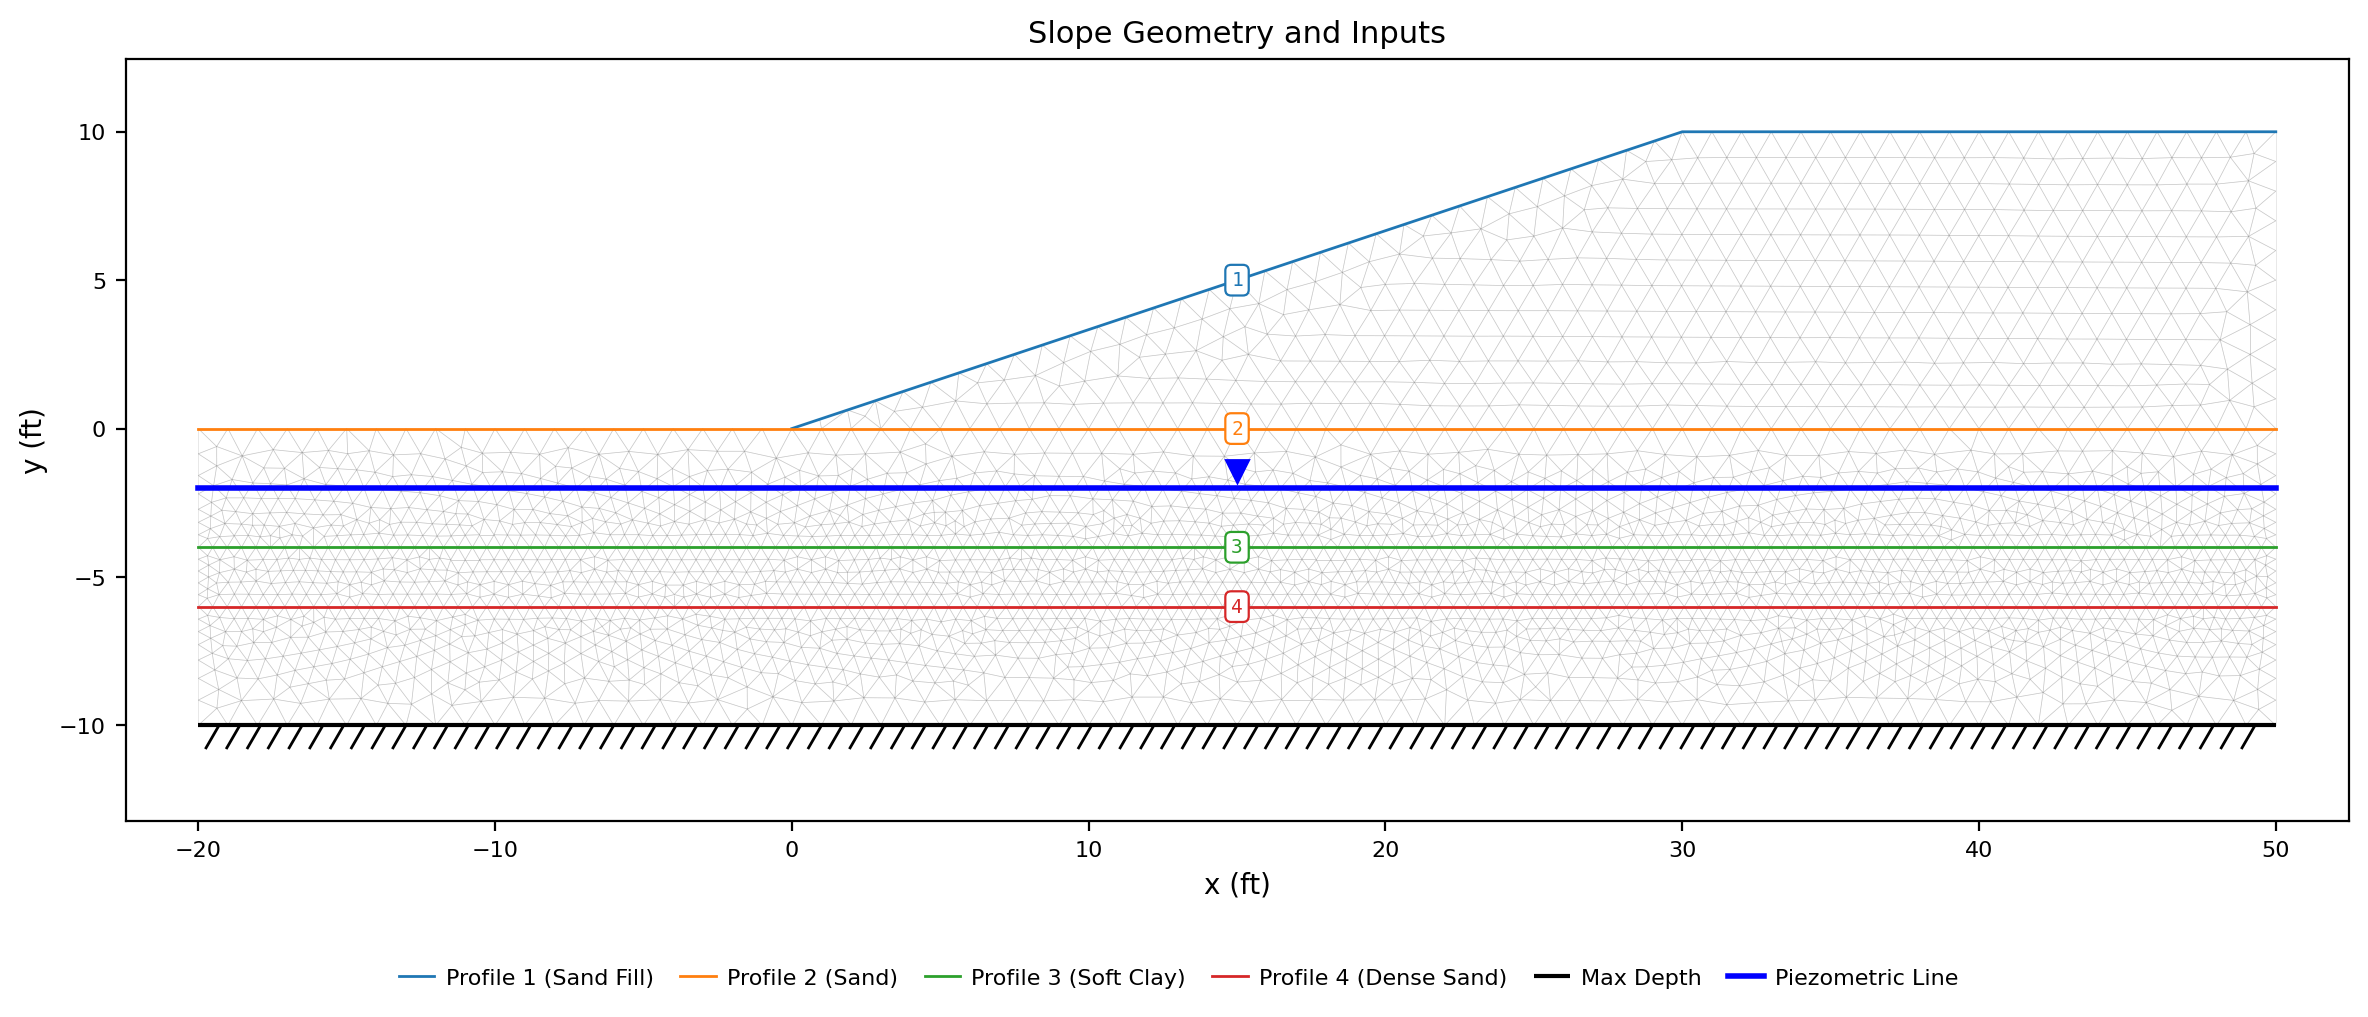 Slope Geometry and Inputs
10
5
0
−5
−10
y (ft)
1
2
3
4
−20 −10 0 10 20 30 40 50
x (ft)
Profile 1 (Sand Fill) Profile 2 (Sand) Profile 3 (Soft Clay) Profile 4 (Dense Sand) Max Depth Piezometric Line